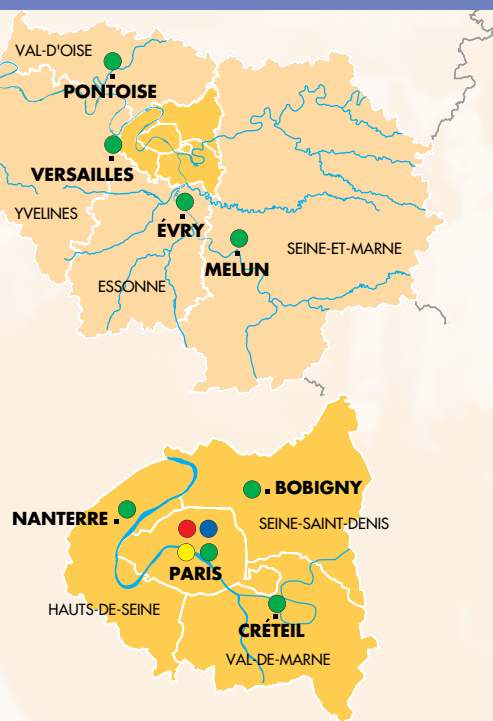 VAL-D'OISE
PONTOISE
VERSAILLES
YVELINES
ÉVRY
SEINE-ET-MARNE
MELUN
ESSONNE
BOBIGNY
NANTERRE
SEINE-SAINT-DENIS
PARIS
HAUTS-DE-SEINE
CRÉTEIL
VAL-DE-MARNE